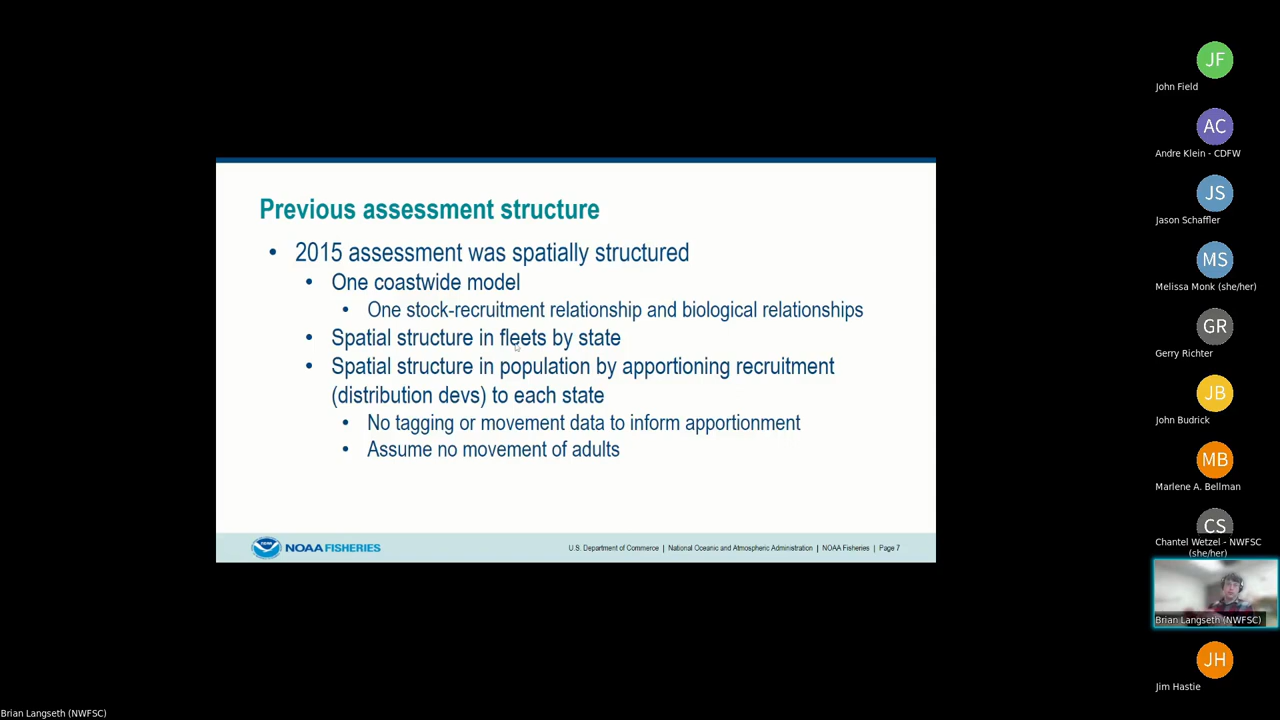 Previous assessment structure
• 2015 assessment was spatially structured
• One coastwide model
• One stock-recruitment relationship and biological relationships
• Spatial structure in fleets by state
• Spatial structure in population by apportioning recruitment
(distribution devs) to each state
• No tagging or movement data to inform apportionment
• Assume no movement of adults
NOAA FISHERIES
U.S. Department of Commerce | National Oceanic and Atmospheric Administration | NOAA Fisheries | Page 7
JF
John Field
AC
Andre Klein - CDFW
JS
Jason Schaffler
MS
Melissa Monk (she/her)
GR
Gerry Richter
JB
John Budrick
MB
Marlene A. Bellman
CS
Chantel Wetzel - NWFSC
(she/her)
Brian Langseth (NWFSC)
JH
Jim Hastie
Brian Langseth (NWFSC)